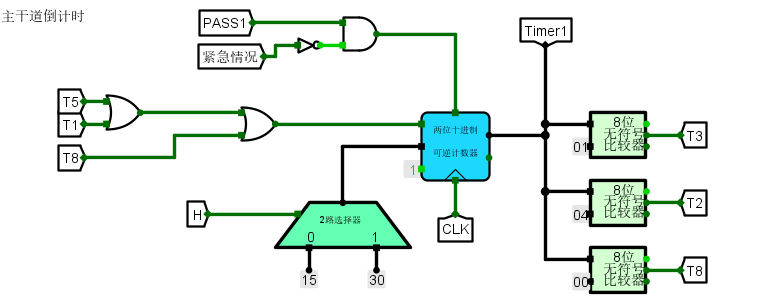 主干道倒计时
PASS1
紧急情况
Timer1
T5
T1
T8
H
2路选择器
0 1
15 30
两位十进制
可逆计数器
1
CLK
8位
无符号
比较器
01
T3
8位
无符号
比较器
04
T2
8位
无符号
比较器
00
T8